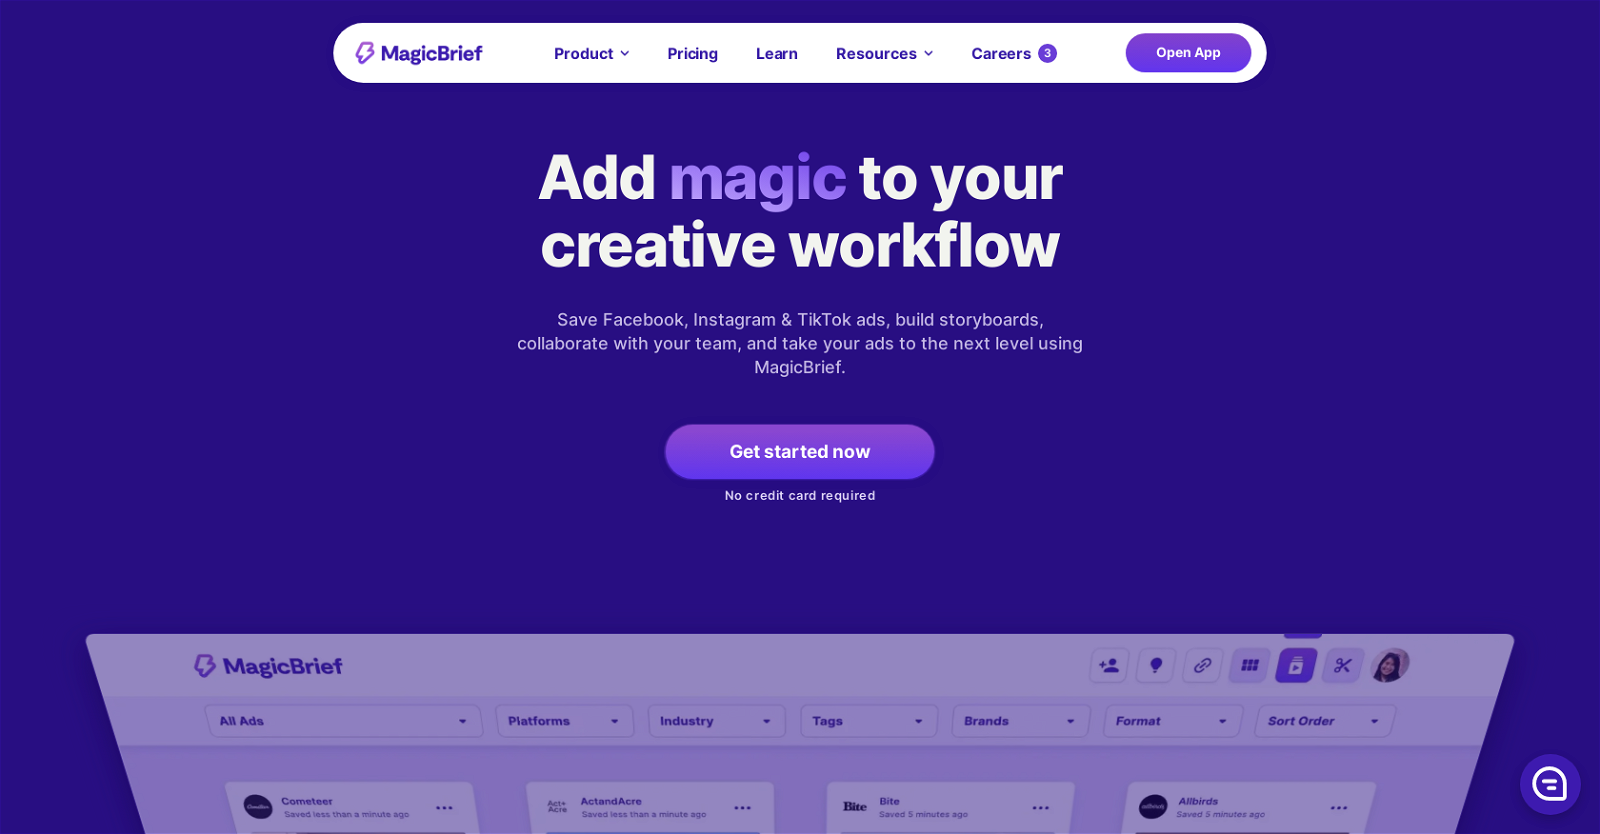 MagicBrief
Product
Pricing
Learn
Resources
Careers 3
Open App
Add magic to your
creative workflow
Save Facebook, Instagram & TikTok ads, build storyboards,
collaborate with your team, and take your ads to the next level using
MagicBrief.
Get started now
No credit card required
MagicBrief
All Ads
Platforms
Industry
Tags
Brands
Format
Sort Order
Cometeer
Saved less than a minute ago
Act+
Acre
ActandAcre
Saved less than a minute ago
Bite
Bite
Saved 5 minutes ago
allbirds
Allbirds
Saved 5 minutes ago